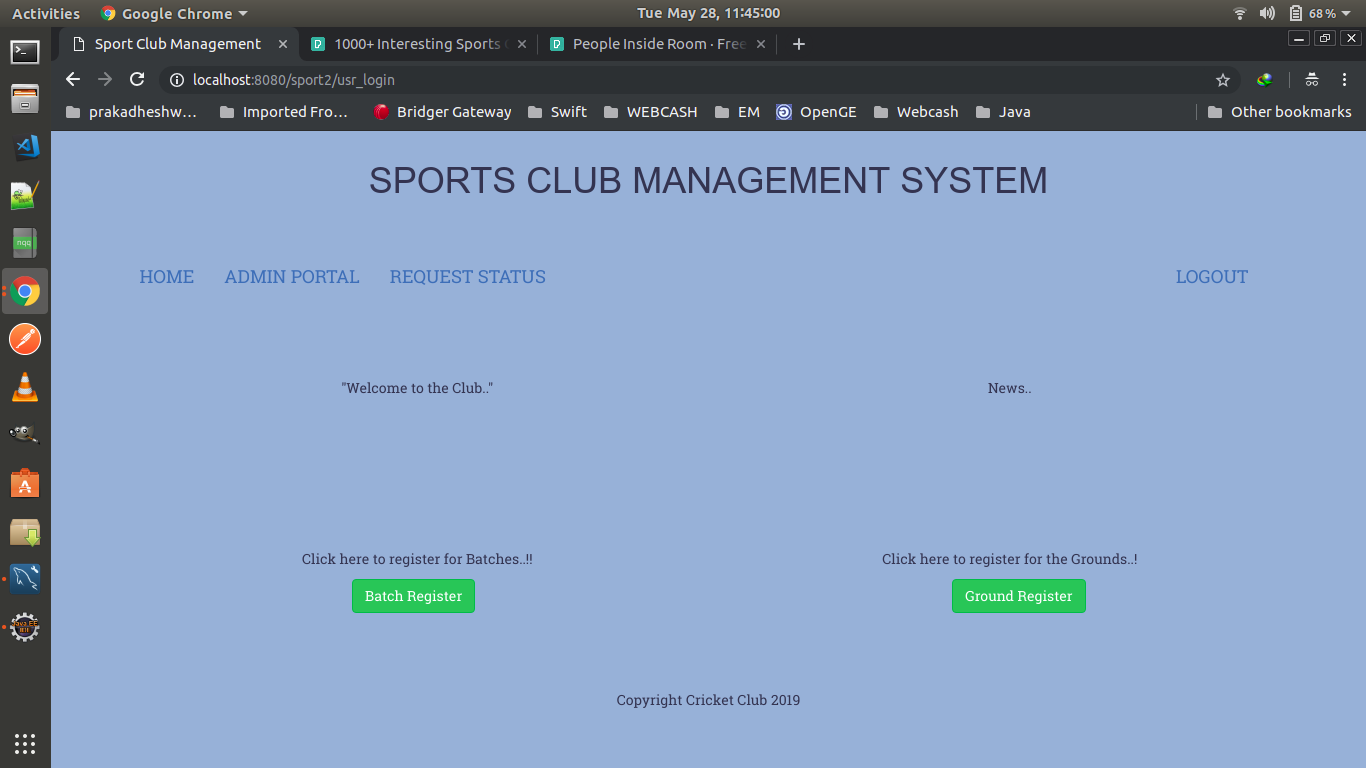 Activities Google Chrome Tue May 28, 11:45:00 68%
Sport Club Management 1000+ Interesting Sports People Inside Room · Free
localhost:8080/sport2/usr_login
prakadheshw... Imported Fro... Bridger Gateway Swift WEBCASH EM OpenGE Webcash Java Other bookmarks
SPORTS CLUB MANAGEMENT SYSTEM
HOME ADMIN PORTAL REQUEST STATUS LOGOUT
"Welcome to the Club.." News..
Click here to register for Batches..!! Click here to register for the Grounds..!
Batch Register Ground Register
Copyright Cricket Club 2019